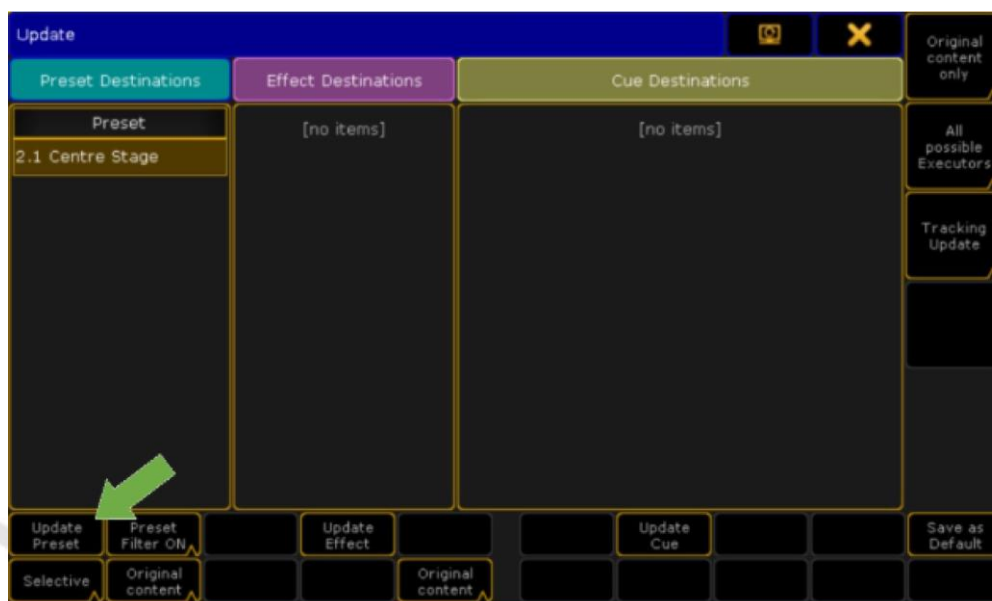 Update
Original
content
only
Preset Destinations
Effect Destinations
Cue Destinations
Preset
[no items]
[no items]
2.1 Centre Stage
All
possible
Executors
Tracking
Update
Update
Preset
Preset
Filter ON
Update
Effect
Update
Cue
Save as
Default
Selective
Original
content
Original
content